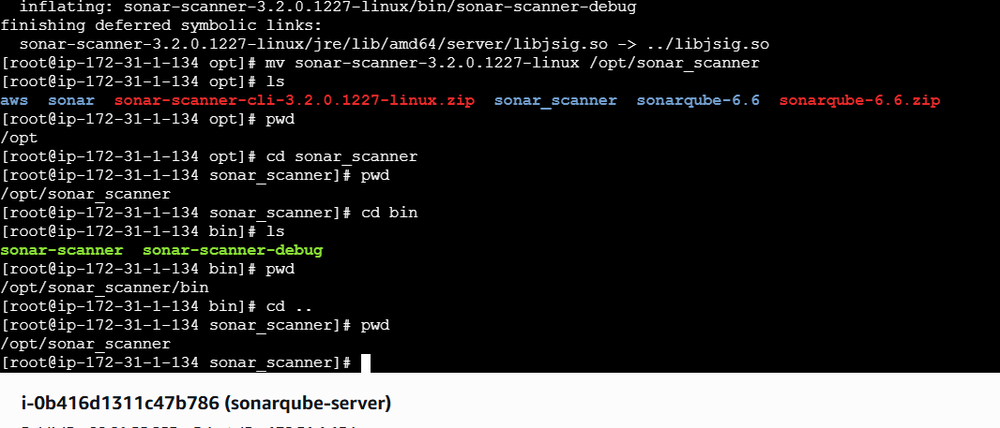 inflating: sonar-scanner-3.2.0.1227-linux/bin/sonar-scanner-debug
finishing deferred symbolic links:
sonar-scanner-3.2.0.1227-linux/jre/lib/amd64/server/libjsig.so -> ../libjsig.so
[root@ip-172-31-1-134 opt]# mv sonar-scanner-3.2.0.1227-linux /opt/sonar_scanner
[root@ip-172-31-1-134 opt]# ls
aws sonar sonar-scanner-cli-3.2.0.1227-linux.zip sonar_scanner sonarqube-6.6 sonarqube-6.6.zip
[root@ip-172-31-1-134 opt]# pwd
/opt
[root@ip-172-31-1-134 opt]# cd sonar_scanner
[root@ip-172-31-1-134 sonar_scanner]# pwd
/opt/sonar_scanner
[root@ip-172-31-1-134 sonar_scanner]# cd bin
[root@ip-172-31-1-134 bin]# ls
sonar-scanner sonar-scanner-debug
[root@ip-172-31-1-134 bin]# pwd
/opt/sonar_scanner/bin
[root@ip-172-31-1-134 bin]# cd ..
[root@ip-172-31-1-134 sonar_scanner]# pwd
/opt/sonar_scanner
[root@ip-172-31-1-134 sonar_scanner]#
i-0b416d1311c47b786 (sonarqube-server)